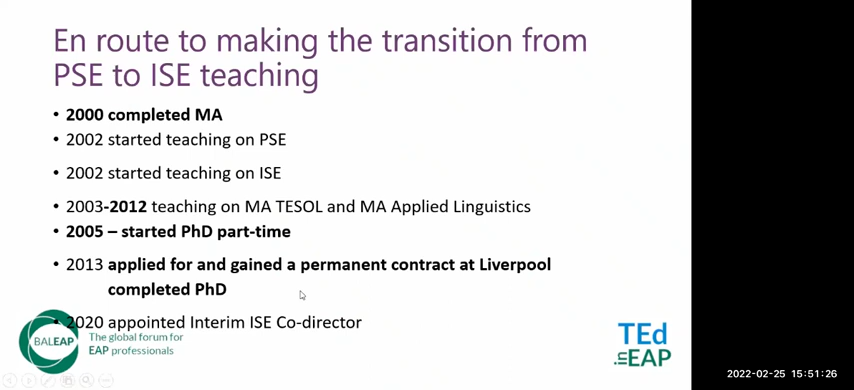 En route to making the transition from
PSE to ISE teaching
• 2000 completed MA
• 2002 started teaching on PSE
• 2002 started teaching on ISE
• 2003-2012 teaching on MA TESOL and MA Applied Linguistics
• 2005 – started PhD part-time
• 2013 applied for and gained a permanent contract at Liverpool
completed PhD
• 2020 appointed Interim ISE Co-director
BALEAP
The global forum for
EAP professionals
TEd
.in EAP
2022-02-25 15:51:26